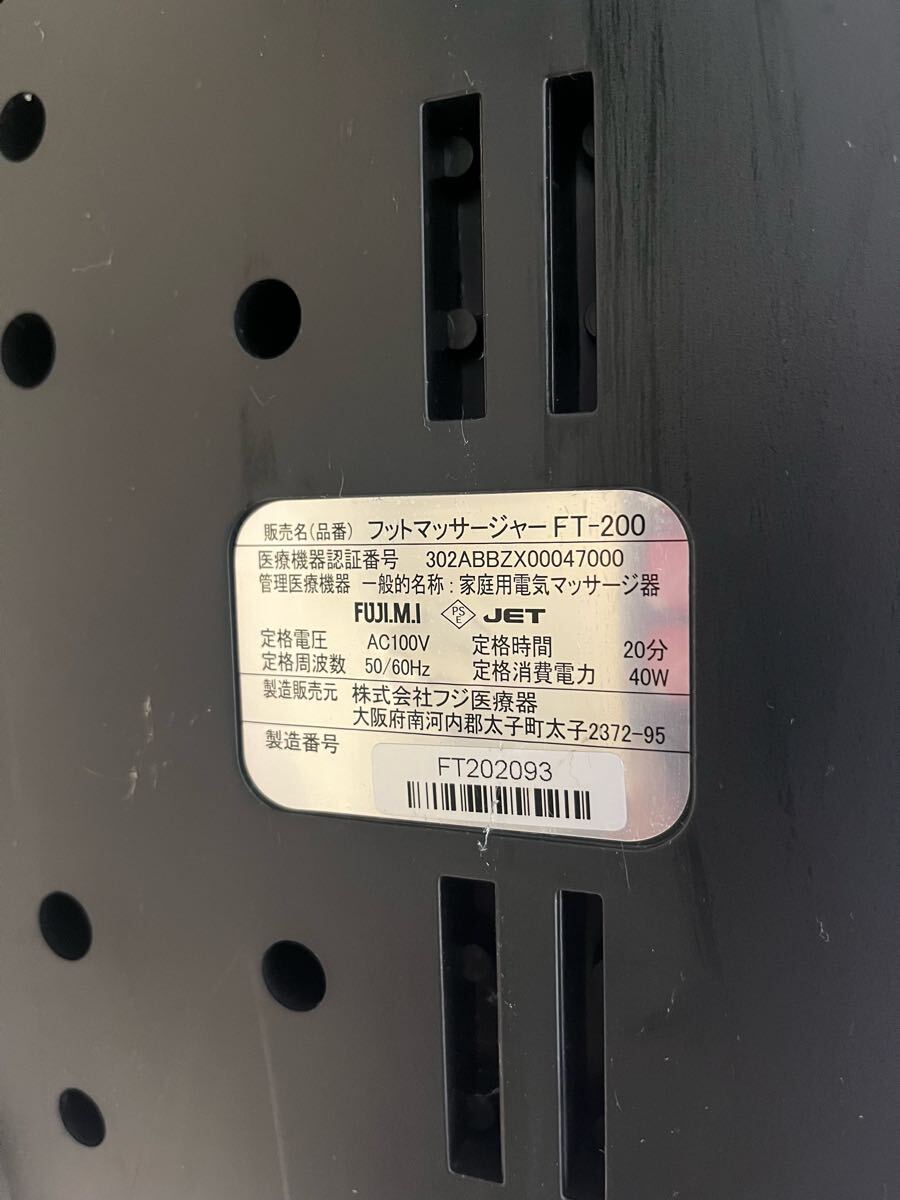 販売名(品番) フットマッサージャー FT-200
医療機器認証番号 302ABBZX00047000
管理医療機器 一般的名称:家庭用電気マッサージ器
FUJI.M.I PSE JET
定格電圧 AC100V 定格時間 20分
定格周波数 50/60Hz 定格消費電力 40W
製造販売元 株式会社フジ医療器
大阪府南河内郡太子町太子2372-95
製造番号 FT202093